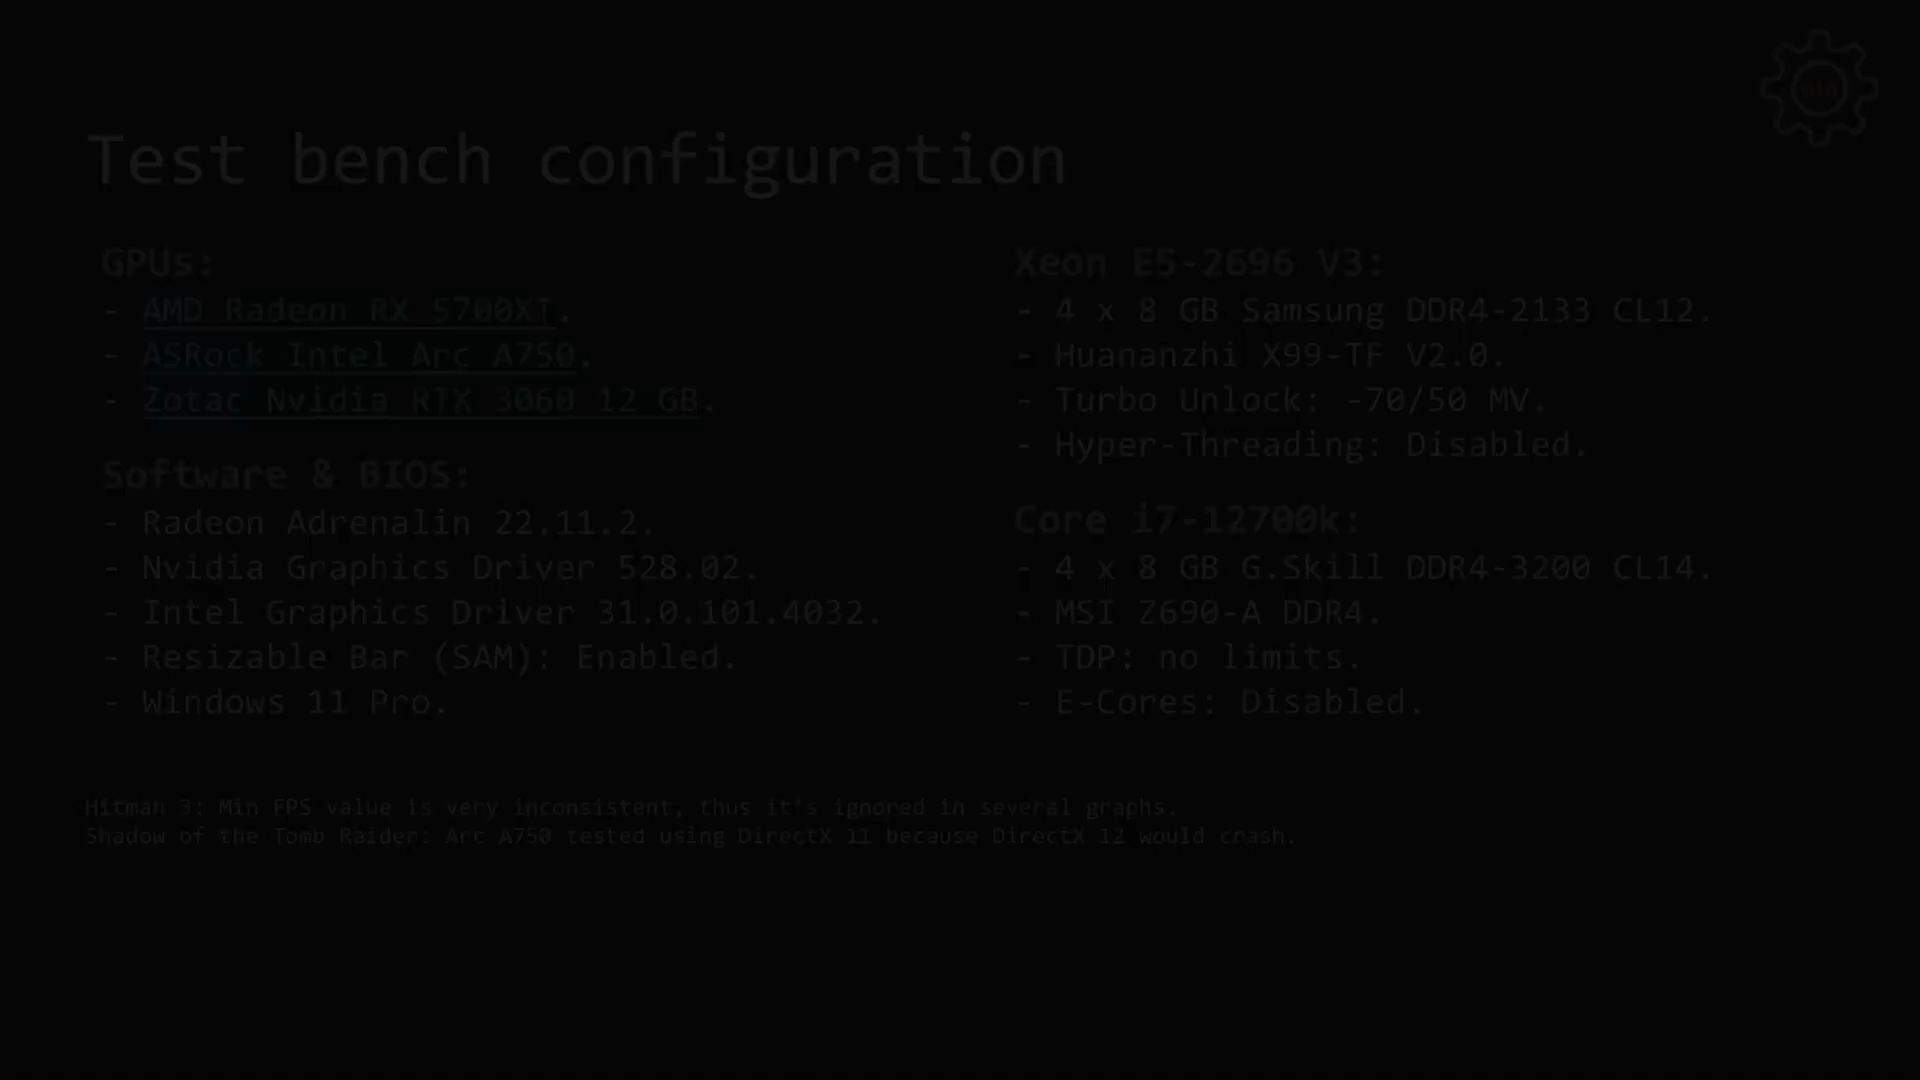 Test bench configuration
GPUs:
- AMD Radeon RX 5700XT.
- ASRock Intel Arc A750.
- Zotac Nvidia RTX 3060 12 GB.
Software & BIOS:
- Radeon Adrenalin 22.11.2.
- Nvidia Graphics Driver 528.02.
- Intel Graphics Driver 31.0.101.4032.
- Resizable Bar (SAM): Enabled.
- Windows 11 Pro.
Xeon E5-2696 V3:
- 4 x 8 GB Samsung DDR4-2133 CL12.
- Huananzhi X99-TF V2.0.
- Turbo Unlock: -70/50 MV.
- Hyper-Threading: Disabled.
Core i7-12700k:
- 4 x 8 GB G.Skill DDR4-3200 CL14.
- MSI Z690-A DDR4.
- TDP: no limits.
- E-Cores: Disabled.
Hitman 3: Min FPS value is very inconsistent, thus it's ignored in several graphs.
Shadow of the Tomb Raider: Arc A750 tested using DirectX 11 because DirectX 12 would crash.